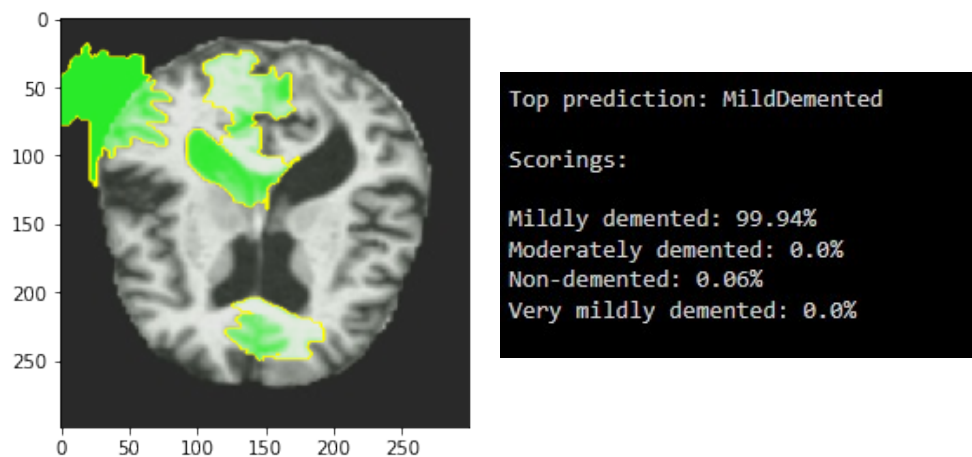 0
50
100
150
200
250
0 50 100 150 200 250
Top prediction: MildDemented
Scorings:
Mildly demented: 99.94%
Moderately demented: 0.0%
Non-demented: 0.06%
Very mildly demented: 0.0%